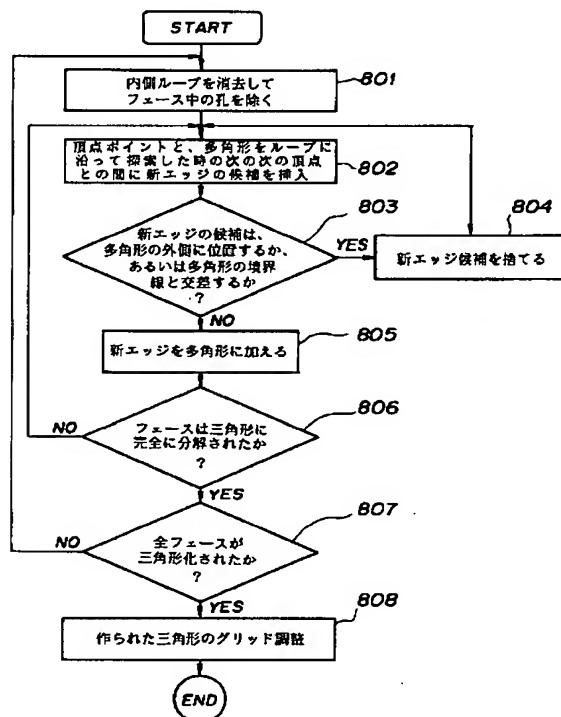 START
内側ループを消去して
フェース中の孔を除く
801
頂点ポイントと、多角形をループに
沿って探索した時の次の次の頂点
との間に新エッジの候補を挿入
802
新エッジの候補は、
多角形の外側に位置するか、
あるいは多角形の境界
線と交差するか
?
803
YES
804
新エッジ候補を捨てる
NO
805
新エッジを多角形に加える
806
フェースは三角形に
完全に分解されたか
?
NO
YES
807
全フェースが
三角形化されたか
?
NO
YES
808
作られた三角形のグリッド調整
END